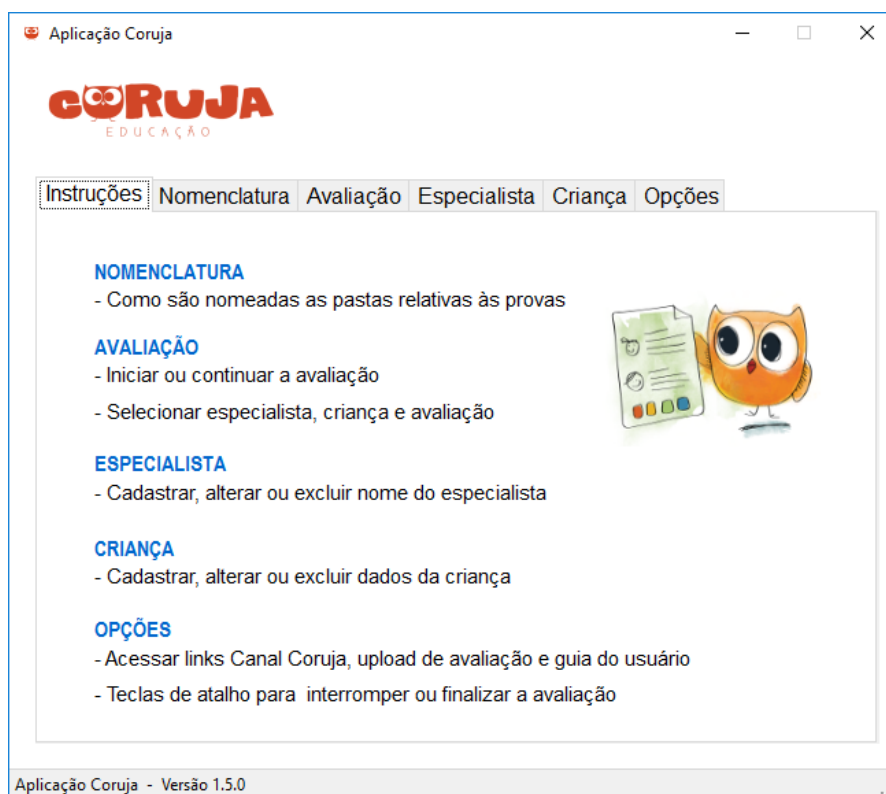 Aplicação Coruja
CORUJA
EDUCAÇÃO
Instruções Nomenclatura Avaliação Especialista Criança Opções
NOMENCLATURA
- Como são nomeadas as pastas relativas às provas
AVALIAÇÃO
- Iniciar ou continuar a avaliação
- Selecionar especialista, criança e avaliação
ESPECIALISTA
- Cadastrar, alterar ou excluir nome do especialista
CRIANÇA
- Cadastrar, alterar ou excluir dados da criança
OPÇÕES
- Acessar links Canal Coruja, upload de avaliação e guia do usuário
- Teclas de atalho para  interromper ou finalizar a avaliação
Aplicação Coruja  -  Versão 1.5.0